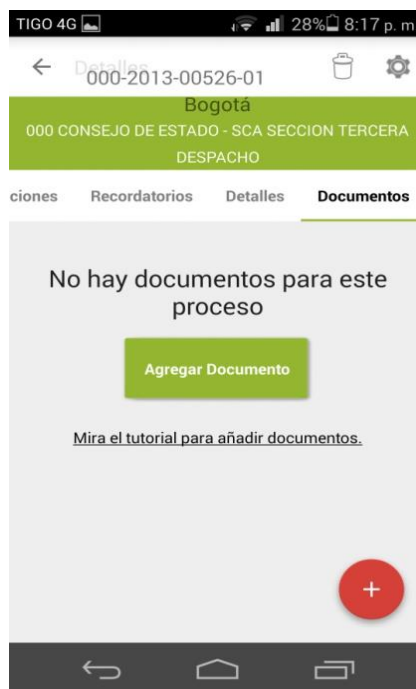 TIGO 4G 28% 8:17 p. m
Detalles
000-2013-00526-01
Bogotá
000 CONSEJO DE ESTADO - SCA SECCION TERCERA
DESPACHO
ciones Recordatorios Detalles Documentos
No hay documentos para este
proceso
Agregar Documento
Mira el tutorial para añadir documentos.
+